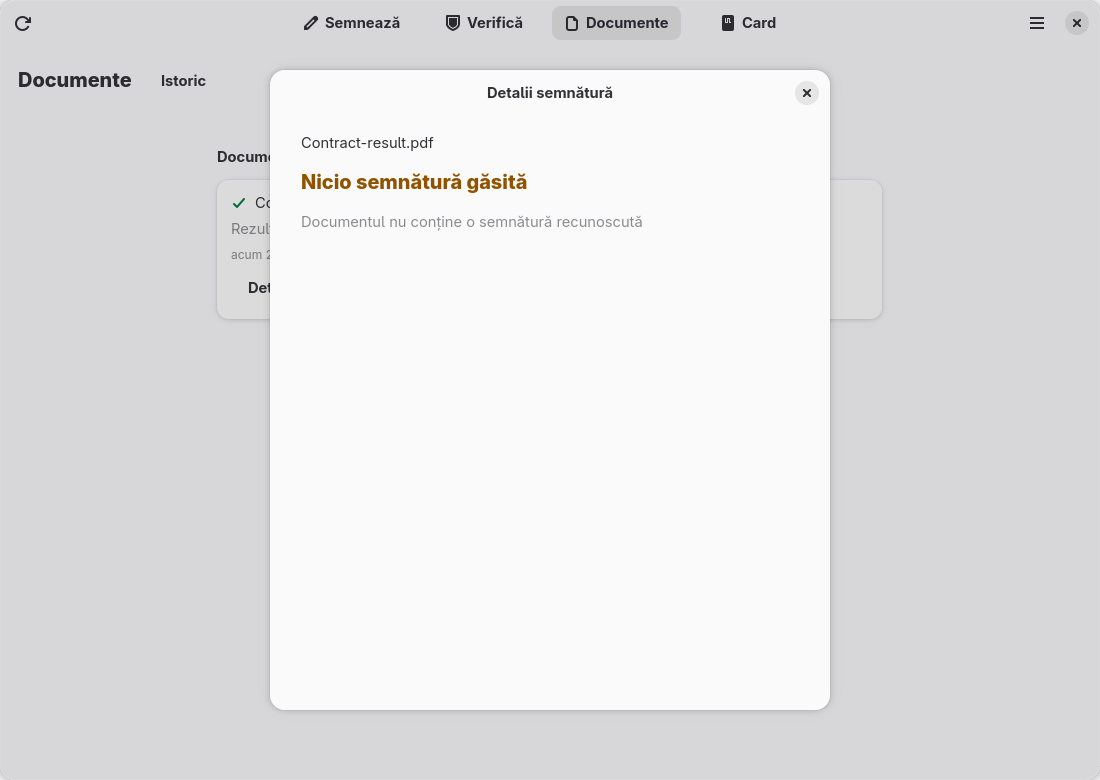 Semnează
Verifică
Documente
Card
Documente
Istoric
Detalii semnătură
Contract-result.pdf
Nicio semnătură găsită
Documentul nu conține o semnătură recunoscută
acum